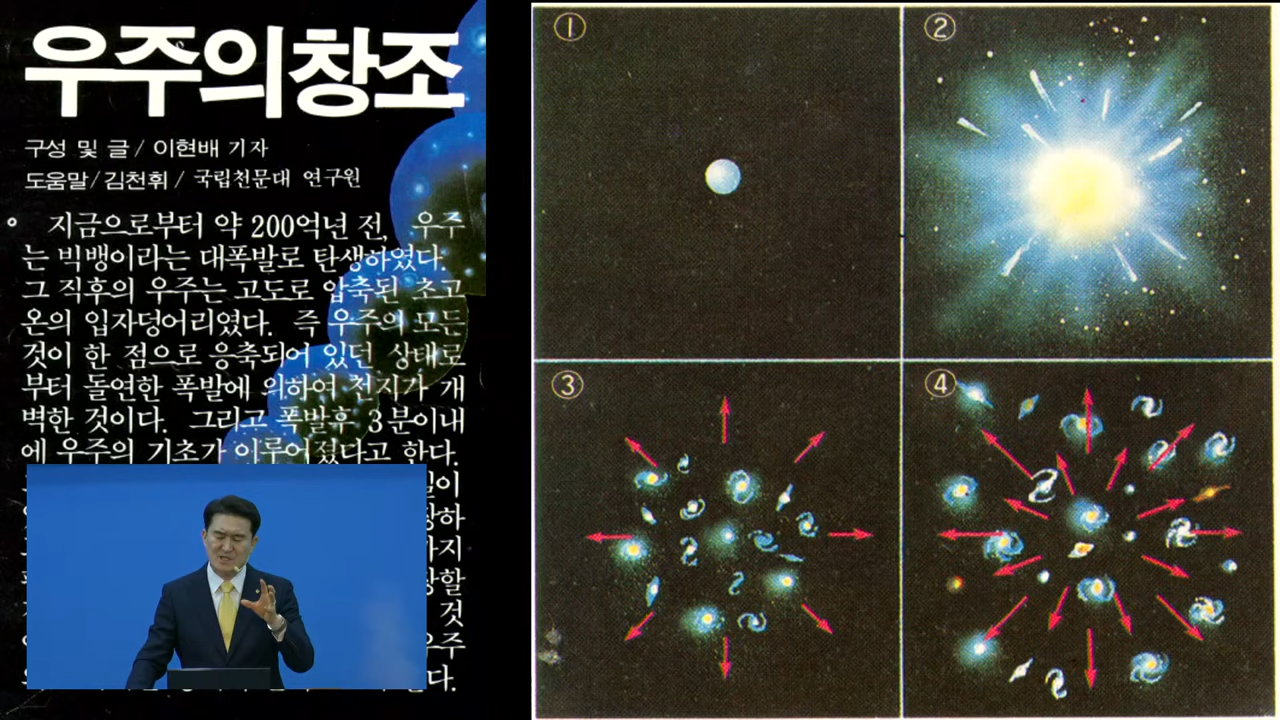 우주의창조
구성 및 글 / 이현배 기자
도움말 / 김천휘 / 국립천문대 연구원
지금으로부터 약 200억년 전, 우주
는 빅뱅이라는 대폭발로 탄생하였다.
그 직후의 우주는 고도로 압축된 초고
온의 입자덩어리였다. 즉 우주의 모든
것이 한 점으로 응축되어 있던 상태로
부터 돌연한 폭발에 의하여 천지가 개
벽한 것이다. 그리고 폭발후 3분이내
에 우주의 기초가 이루어졌다고 한다.
것
다.
①
②
③
④